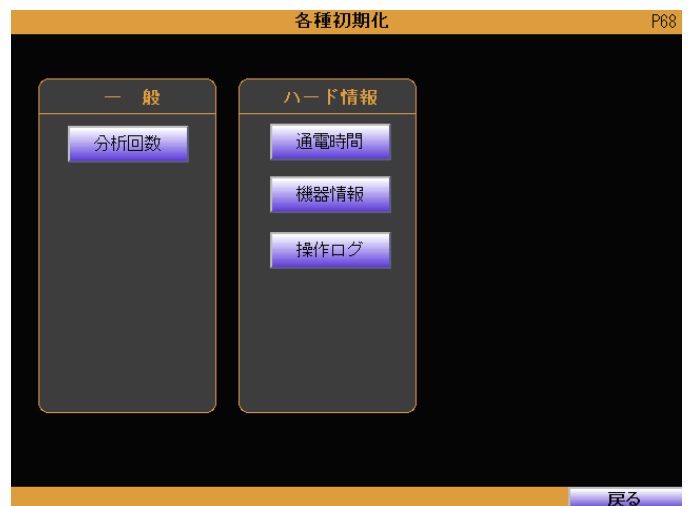 各種初期化
P68
一 般
分析回数
ハード情報
通電時間
機器情報
操作ログ
戻る